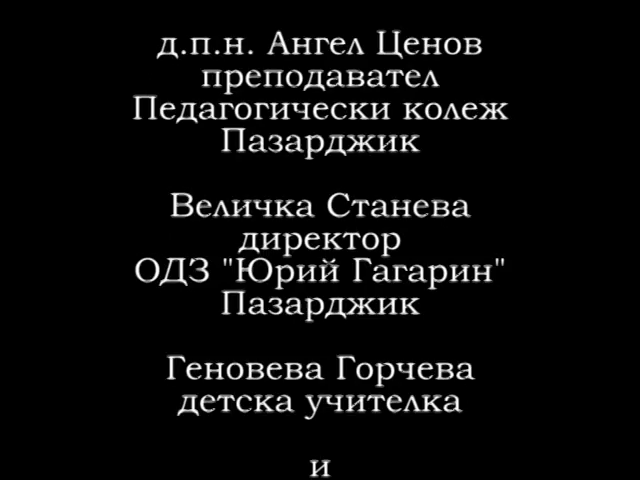 д.п.н. Ангел Ценов
преподавател
Педагогически колеж
Пазарджик
Величка Станева
директор
ОДЗ "Юрий Гагарин"
Пазарджик
Геновева Горчева
детска учителка
и